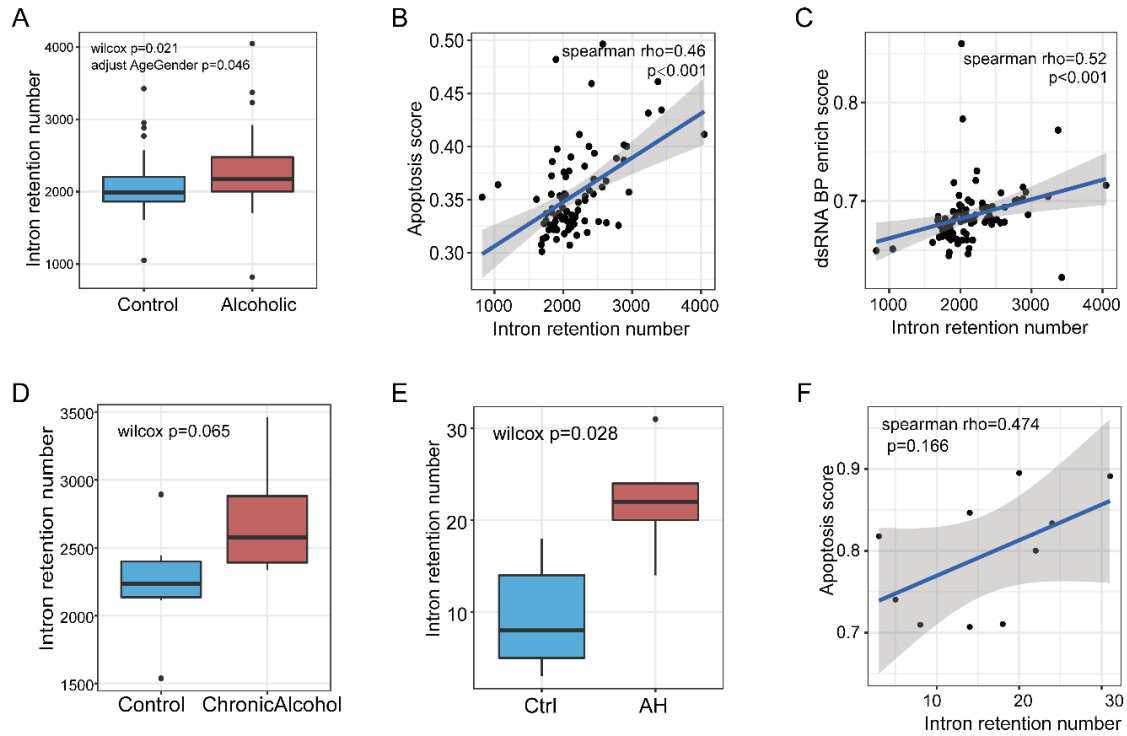 A
wilcox p=0.021
adjust AgeGender p=0.046
Intron retention number
4000
3000
2000
1000
Control
Alcoholic
B
spearman rho=0.46
p<0.001
Apoptosis score
0.50
0.45
0.40
0.35
0.30
1000
2000
3000
4000
Intron retention number
C
spearman rho=0.52
p<0.001
dsRNA BP enrich score
0.8
0.7
1000
2000
3000
4000
Intron retention number
D
wilcox p=0.065
Intron retention number
3500
3000
2500
2000
1500
Control
ChronicAlcohol
E
wilcox p=0.028
Intron retention number
30
20
10
Ctrl
AH
F
spearman rho=0.474
p=0.166
Apoptosis score
0.9
0.8
0.7
10
20
30
Intron retention number